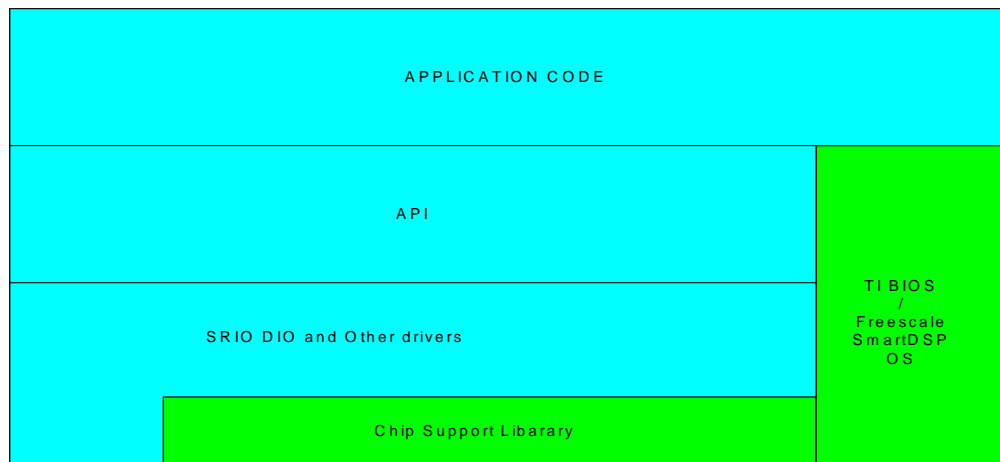 APPLICATION CODE
API
SRIO DIO and Other drivers
TI BIOS
/
Freescale
SmartDSP
OS
Chip Support Libarary